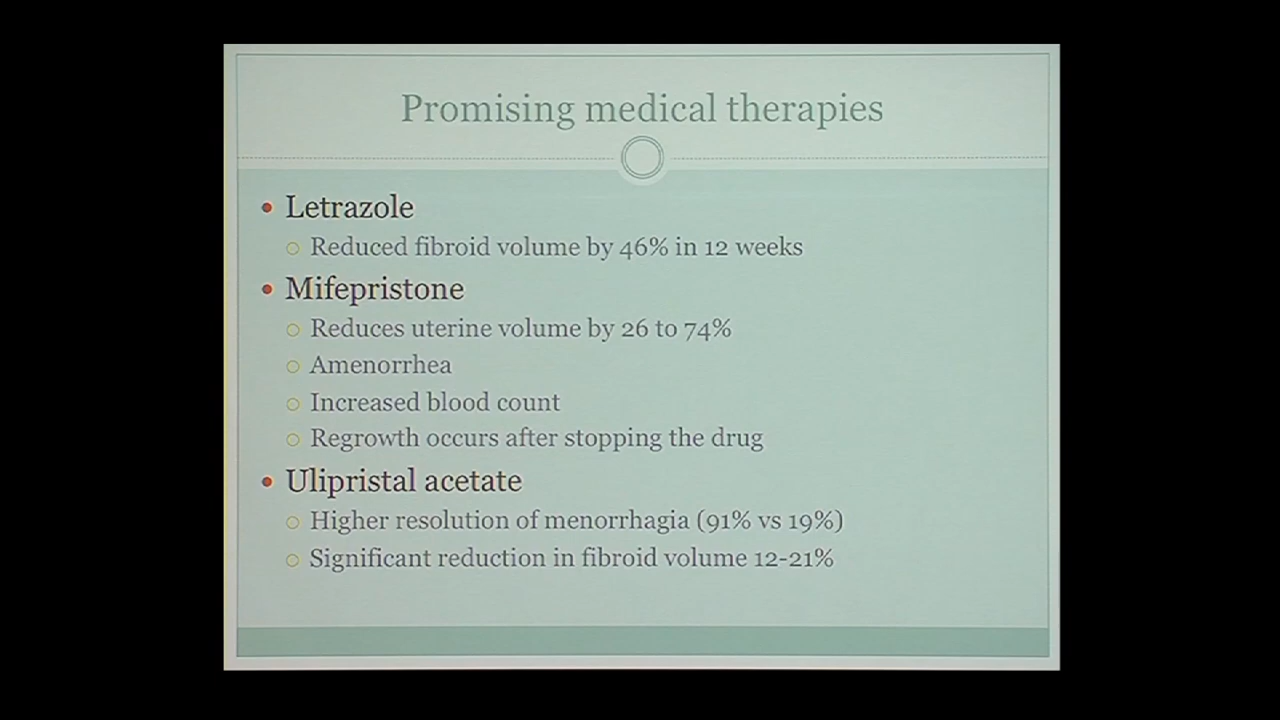 Promising medical therapies
Letrazole
Reduced fibroid volume by 46% in 12 weeks
Mifepristone
Reduces uterine volume by 26 to 74%
Amenorrhea
Increased blood count
Regrowth occurs after stopping the drug
Ulipristal acetate
Higher resolution of menorrhagia (91% vs 19%)
Significant reduction in fibroid volume 12-21%